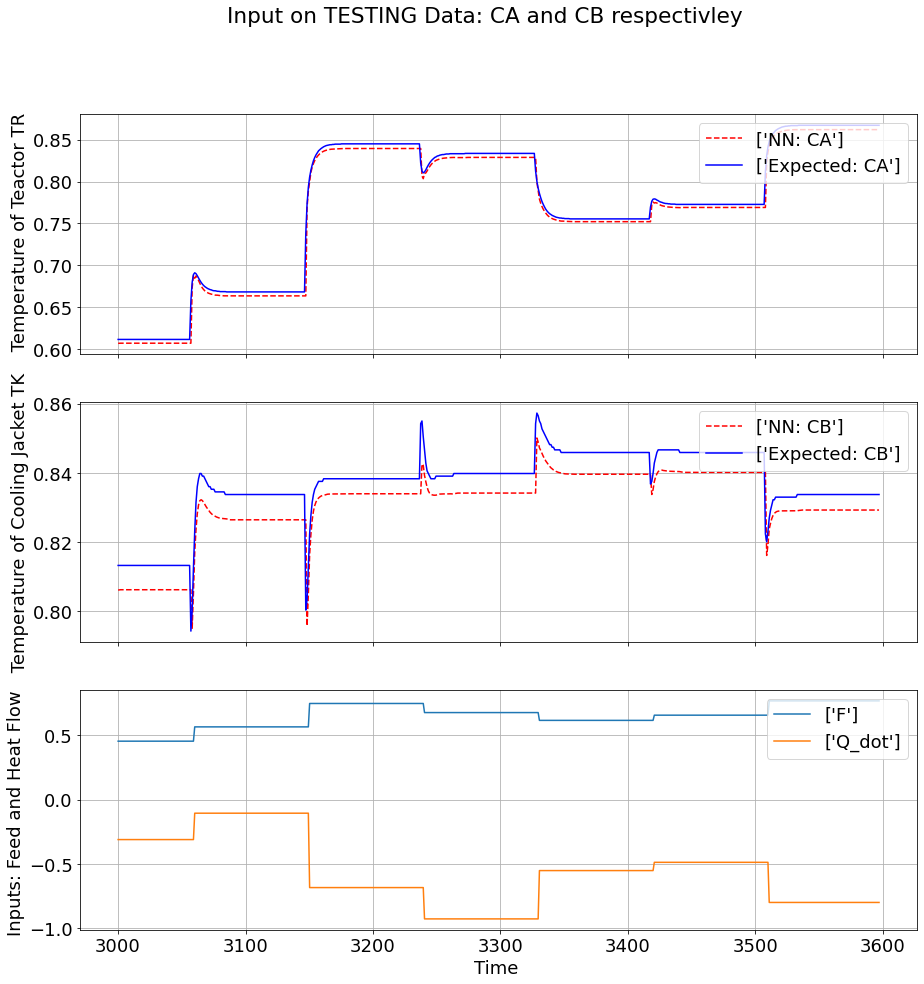 Input on TESTING Data: CA and CB respectivley
Temperature of Teactor TR
0.85
0.80
0.75
0.70
0.65
0.60
['NN: CA']
['Expected: CA']
Temperature of Cooling Jacket TK
0.86
0.84
0.82
0.80
['NN: CB']
['Expected: CB']
Inputs: Feed and Heat Flow
0.5
0.0
−0.5
−1.0
['F']
['Q_dot']
3000 3100 3200 3300 3400 3500 3600
Time